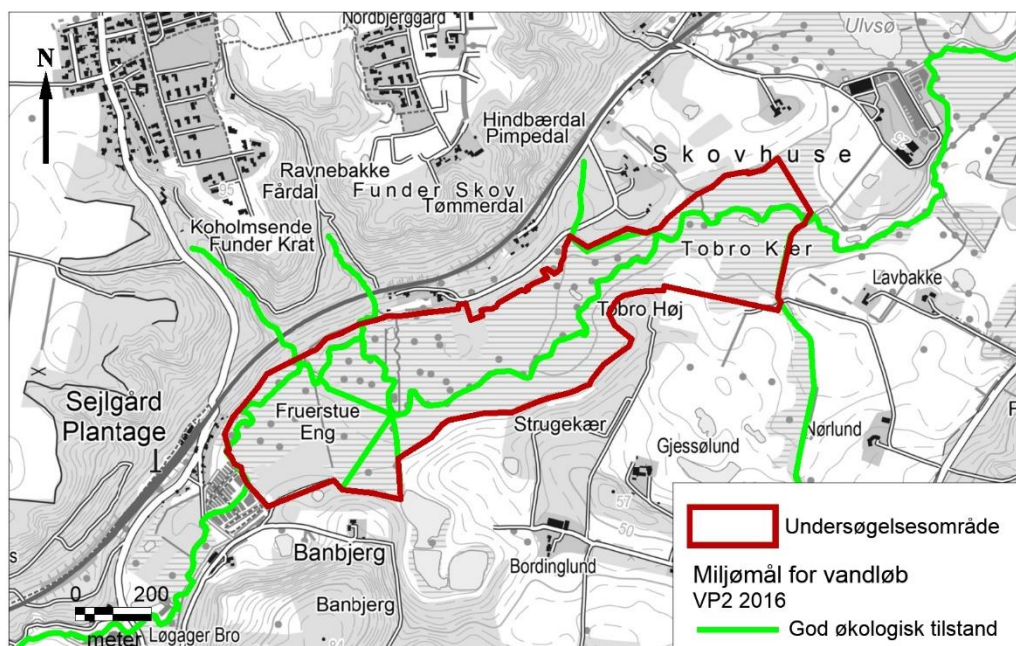 Nordbjerggård
Ulvsø
N
Hindbærdal
Pimpedal
Skovhuse
Ravnebakke
Fårdal
Funder Skov
Tømmerdal
95
Koholmsende
Funder Krat
Tobro Kær
Lavbakke
Tobro Høj
Sejlgård
Plantage
Fruerstue
Eng
Strugekær
Gjessølund
Nørlund
57
50
Undersøgelsesområde
Banbjerg
Bordinglund
Miljømål for vandløb
VP2 2016
0 200
Banbjerg
God økologisk tilstand
meter
Løgager Bro